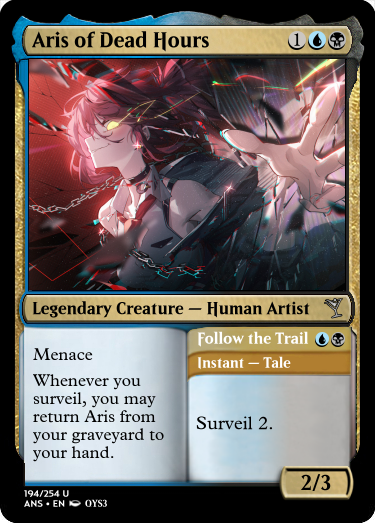 Aris of Dead Hours 1
Legendary Creature — Human Artist
Menace
Whenever you
surveil, you may
return Aris from
your graveyard to
your hand.
Follow the Trail
Instant — Tale
Surveil 2.
2/3
194/254 U
ANS • EN OYS3